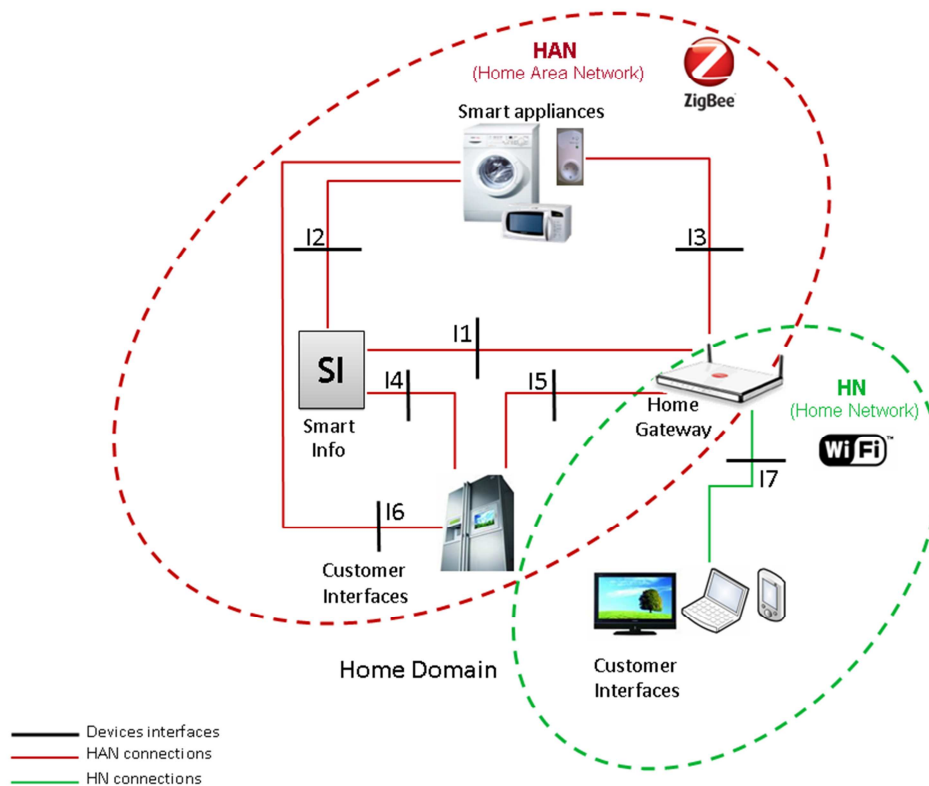 HAN
(Home Area Network)
ZigBee
Smart appliances
I2
I3
I1
SI
I4
I5
Smart
Info
Home
Gateway
HN
(Home Network)
WiFi™
I7
I6
Customer
Interfaces
Customer
Interfaces
Home Domain
Devices interfaces
HAN connections
HN connections